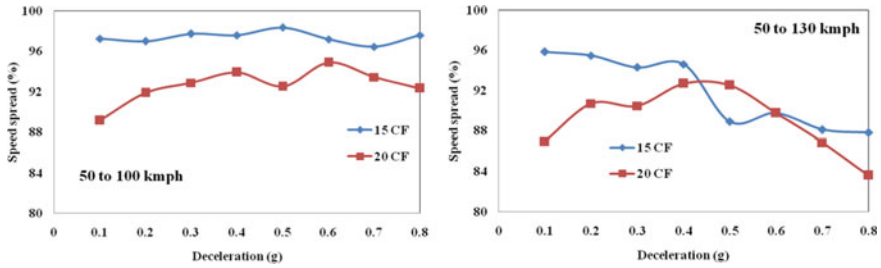 100
96
92
88
84
80
Speed spread (%)
15 CF
20 CF
50 to 100 kmph
0 0.1 0.2 0.3 0.4 0.5 0.6 0.7 0.8
Deceleration (g)
50 to 130 kmph
100
96
92
88
84
80
Speed spread (%)
15 CF
20 CF
0 0.1 0.2 0.3 0.4 0.5 0.6 0.7 0.8
Deceleration (g)